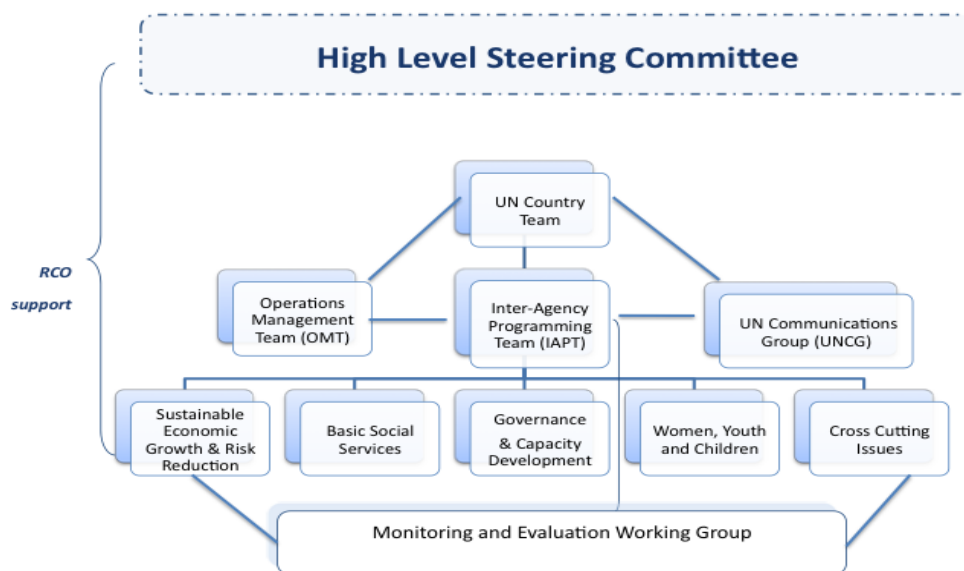 High Level Steering Committee
UN Country
Team
RCO
support
Operations
Management
Team (OMT)
Inter-Agency
Programming
Team (IAPT)
UN Communications
Group (UNCG)
Sustainable
Economic
Growth & Risk
Reduction
Basic Social
Services
Governance
& Capacity
Development
Women, Youth
and Children
Cross Cutting
Issues
Monitoring and Evaluation Working Group